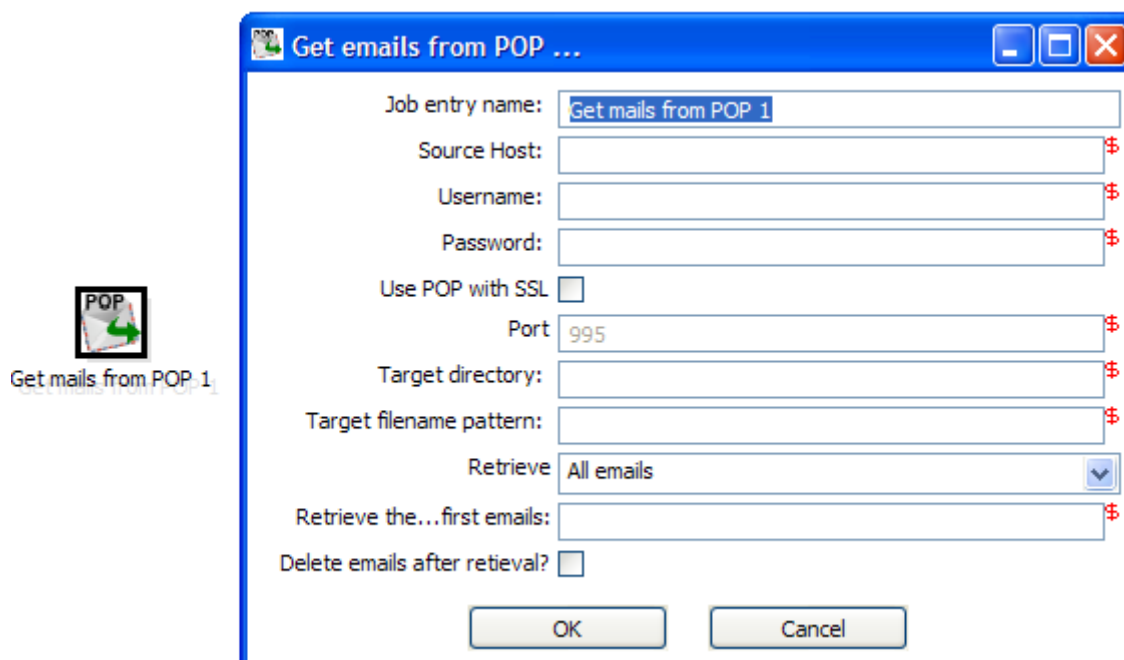 Get emails from POP ...
Job entry name: Get mails from POP 1
Source Host: $
Username: $
Password: $
Use POP with SSL
Port 995 $
Target directory: $
Target filename pattern: $
Retrieve All emails
Retrieve the...first emails: $
Delete emails after retieval?
OK Cancel
POP
Get mails from POP 1